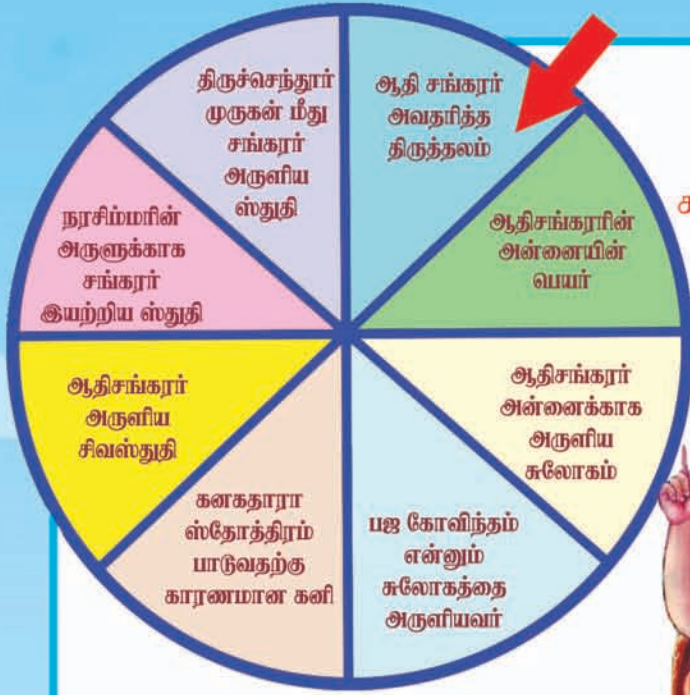 ஆதி சங்கரர்
அவதரித்த
திருத்தலம்
ஆதிசங்கரரின்
அன்னையின்
பெயர்
ஆதிசங்கரர்
அன்னைக்காக
அருளிய
சுலோகம்
பஜ கோவிந்தம்
என்னும்
சுலோகத்தை
அருளியவர்
கனகதாரா
ஸ்தோத்திரம்
பாடுவதற்கு
காரணமான கனி
ஆதிசங்கரர்
அருளிய
சிவஸ்துதி
நரசிம்மரின்
அருளுக்காக
சங்கரர்
இயற்றிய ஸ்துதி
திருச்செந்தூர்
முருகன் மீது
சங்கரர்
அருளிய
ஸ்துதி